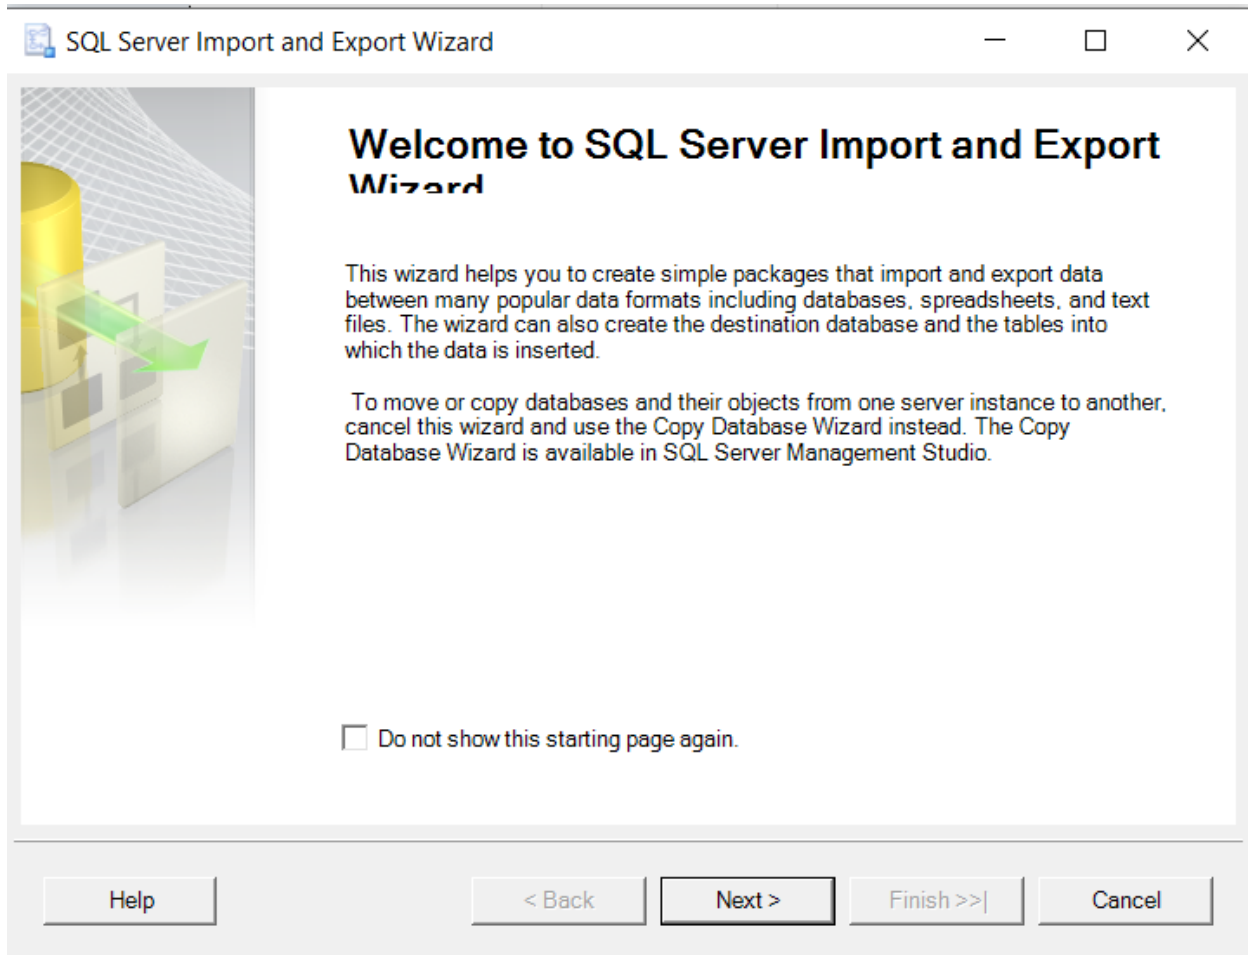 SQL Server Import and Export Wizard
Welcome to SQL Server Import and Export
Wizard
This wizard helps you to create simple packages that import and export data
between many popular data formats including databases, spreadsheets, and text
files. The wizard can also create the destination database and the tables into
which the data is inserted.
To move or copy databases and their objects from one server instance to another,
cancel this wizard and use the Copy Database Wizard instead. The Copy
Database Wizard is available in SQL Server Management Studio.
Do not show this starting page again.
Help
< Back
Next >
Finish >>|
Cancel